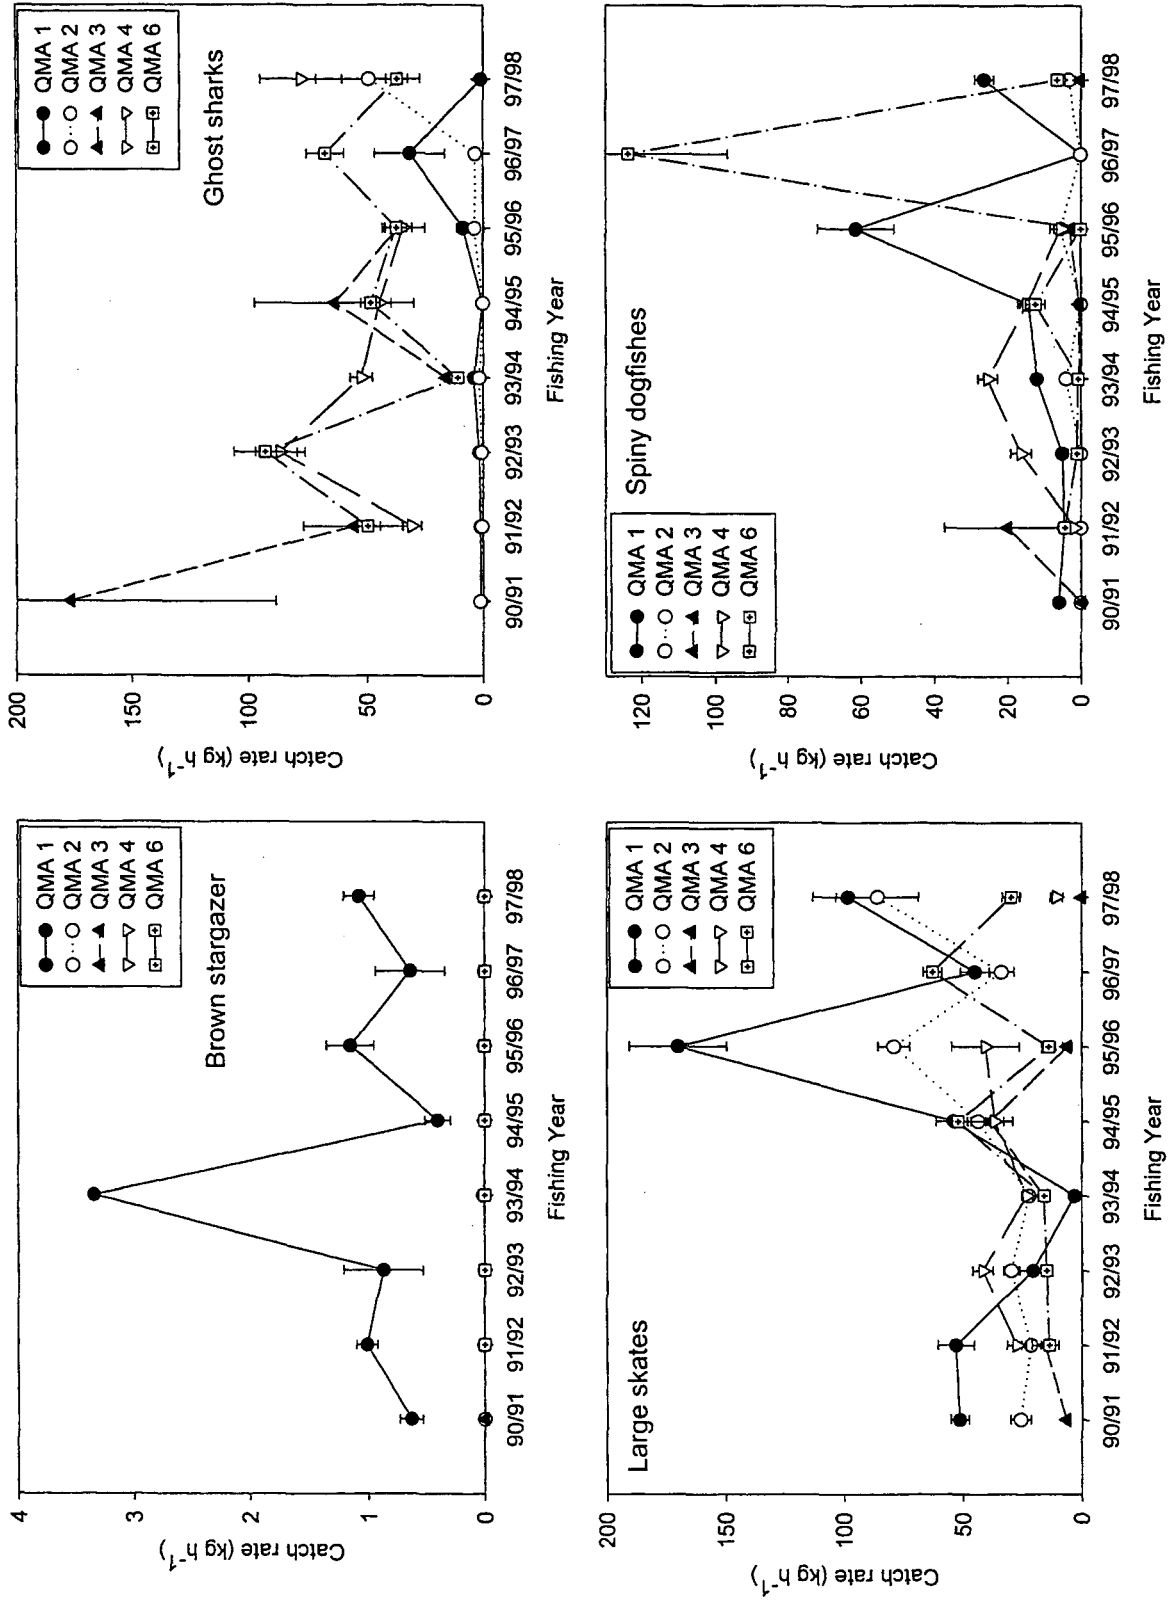 Brown stargazer
QMA 1
QMA 2
QMA 3
QMA 4
QMA 6
4
3
2
1
0
Catch rate (kg h⁻¹)
90/91 91/92 92/93 93/94 94/95 95/96 96/97 97/98
Fishing Year
Ghost sharks
QMA 1
QMA 2
QMA 3
QMA 4
QMA 6
200
150
100
50
0
Catch rate (kg h⁻¹)
90/91 91/92 92/93 93/94 94/95 95/96 96/97 97/98
Fishing Year
Large skates
QMA 1
QMA 2
QMA 3
QMA 4
QMA 6
200
150
100
50
0
Catch rate (kg h⁻¹)
90/91 91/92 92/93 93/94 94/95 95/96 96/97 97/98
Fishing Year
Spiny dogfishes
QMA 1
QMA 2
QMA 3
QMA 4
QMA 6
120
100
80
60
40
20
0
Catch rate (kg h⁻¹)
90/91 91/92 92/93 93/94 94/95 95/96 96/97 97/98
Fishing Year